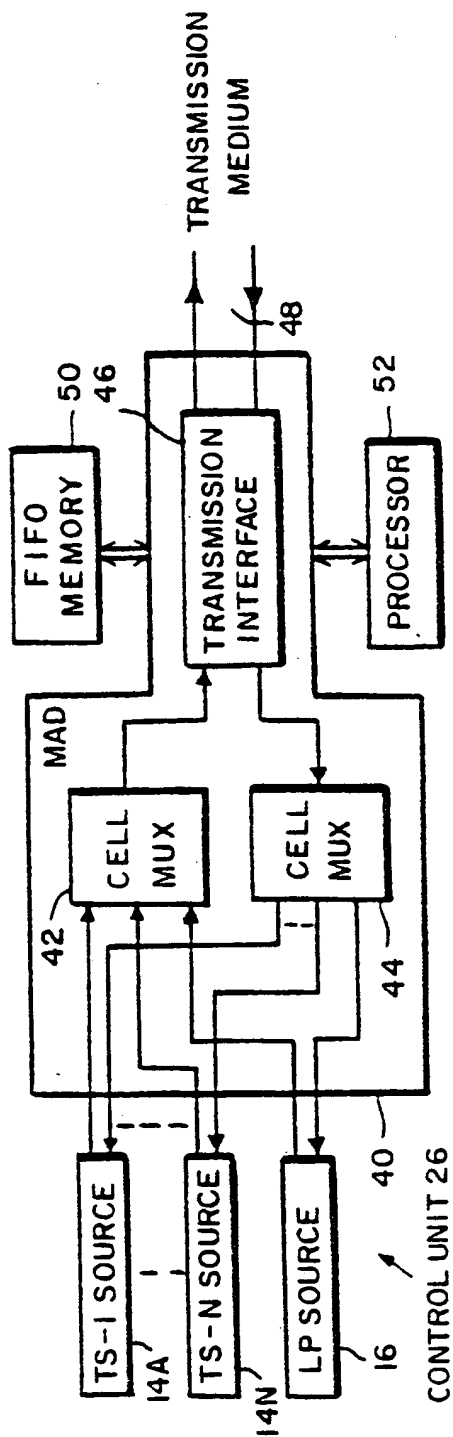 FIFO
MEMORY
50
46
MAD
42
CELL
MUX
TRANSMISSION
INTERFACE
TRANSMISSION
MEDIUM
48
TS-1 SOURCE
14A
TS-N SOURCE
14N
LP SOURCE
16
CELL
MUX
44
40
PROCESSOR
52
CONTROL UNIT 26